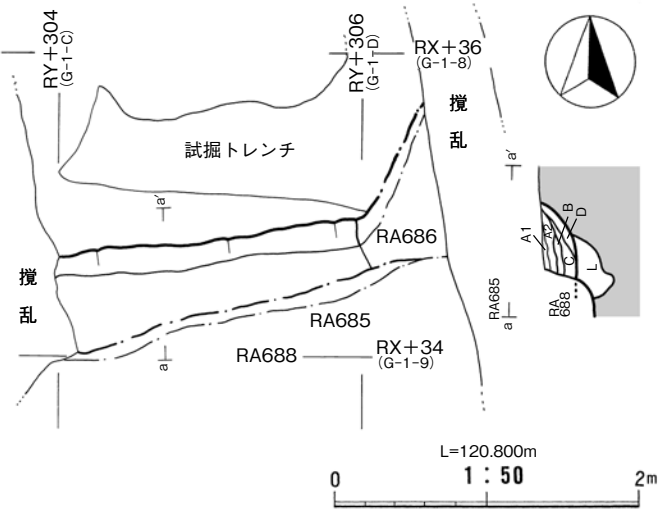 RY+304
(G-1-C)
RY+306
(G-1-D)
RX+36
(G-1-8)
撹乱
試掘トレンチ
a'
a'
RA686
A1
A2
B
D
C
L
撹乱
RA685
RA685
a
RA
688
a
RA688
RX+34
(G-1-9)
L=120.800m
1:50
0
2m